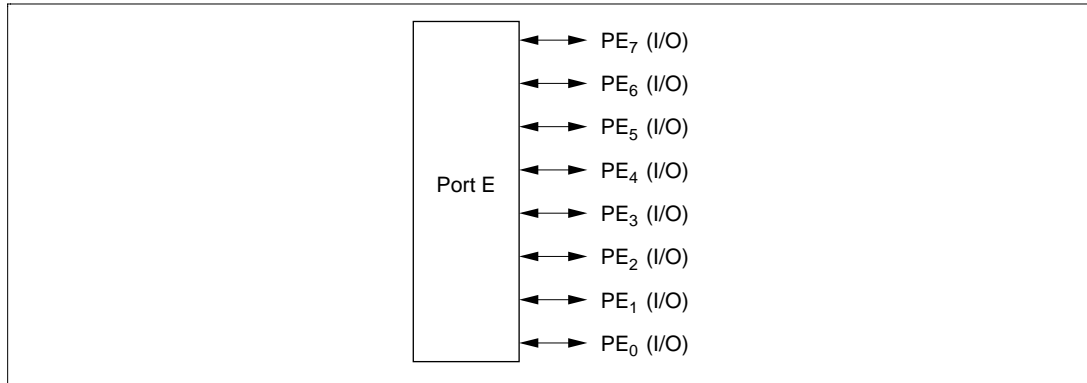 PE₇ (I/O)
PE₆ (I/O)
PE₅ (I/O)
PE₄ (I/O)
Port E
PE₃ (I/O)
PE₂ (I/O)
PE₁ (I/O)
PE₀ (I/O)